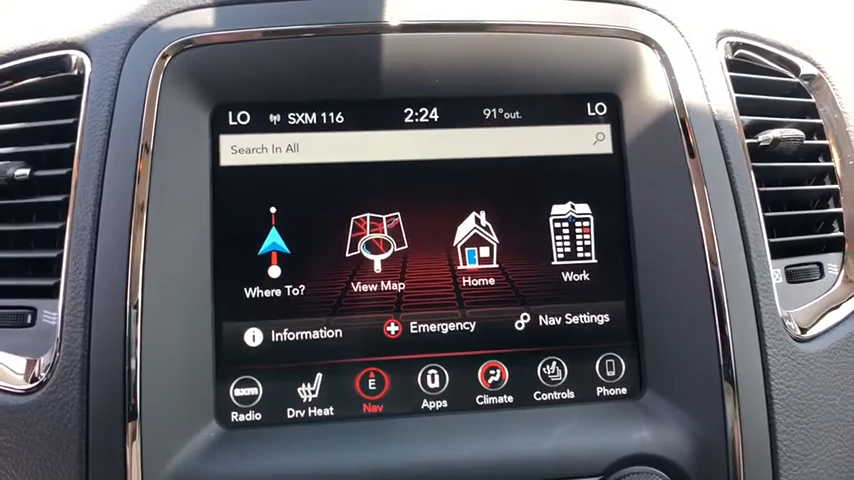 LO SXM 116 2:24 91°out. LO
Search In All
Where To? View Map Home Work
Information Emergency Nav Settings
sxm E
Radio Drv Heat Nav Apps Climate Controls Phone